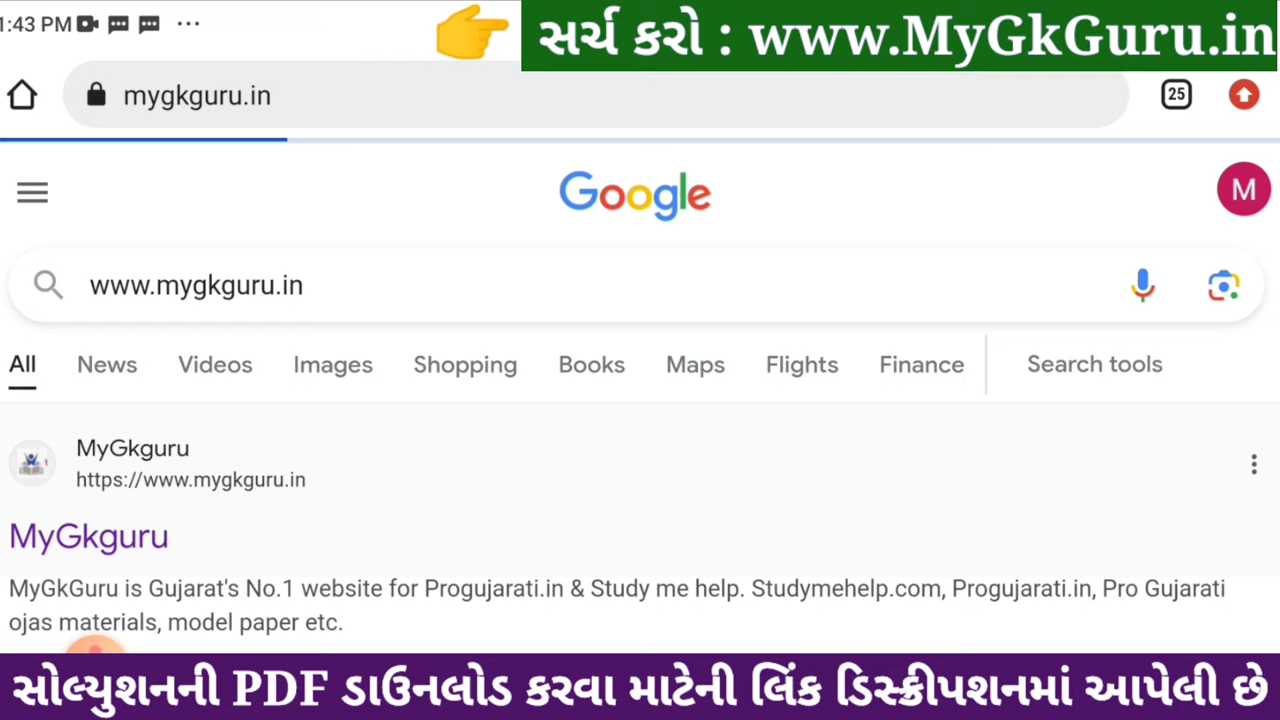 1:43 PM
સર્ચ કરો : www.MyGkGuru.in
mygkguru.in
25
Google
M
www.mygkguru.in
All News Videos Images Shopping Books Maps Flights Finance Search tools
MyGkguru
https://www.mygkguru.in
MyGkguru
MyGkGuru is Gujarat's No.1 website for Progujarati.in & Study me help. Studymehelp.com, Progujarati.in, Pro Gujarati
ojas materials, model paper etc.
સોલ્યુશનની PDF ડાઉનલોડ કરવા માટેની લિંક ડિસ્ક્રીપશનમાં આપેલી છે